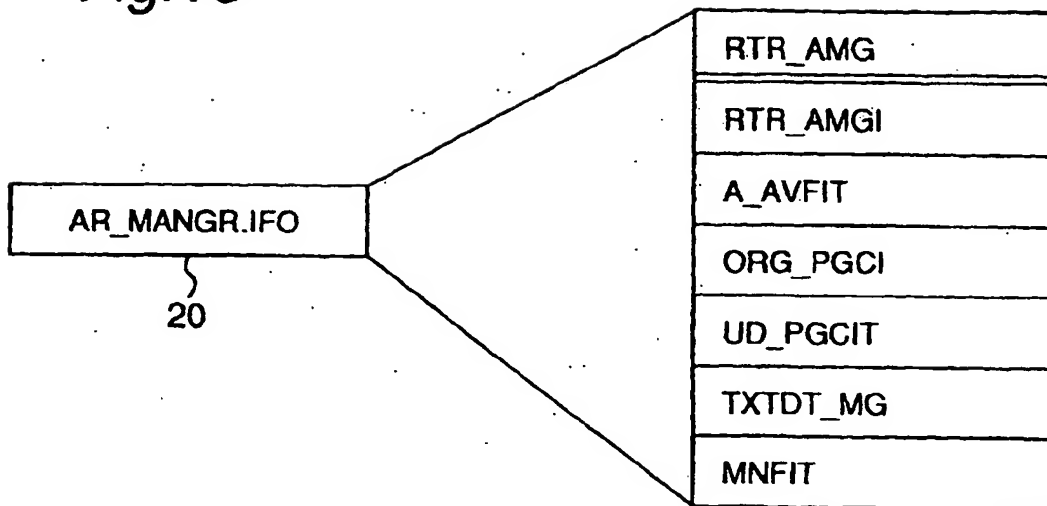 AR_MANGR.IFO
20
RTR_AMG
RTR_AMGI
A_AVFIT
ORG_PGCI
UD_PGCIT
TXTDT_MG
MNFIT